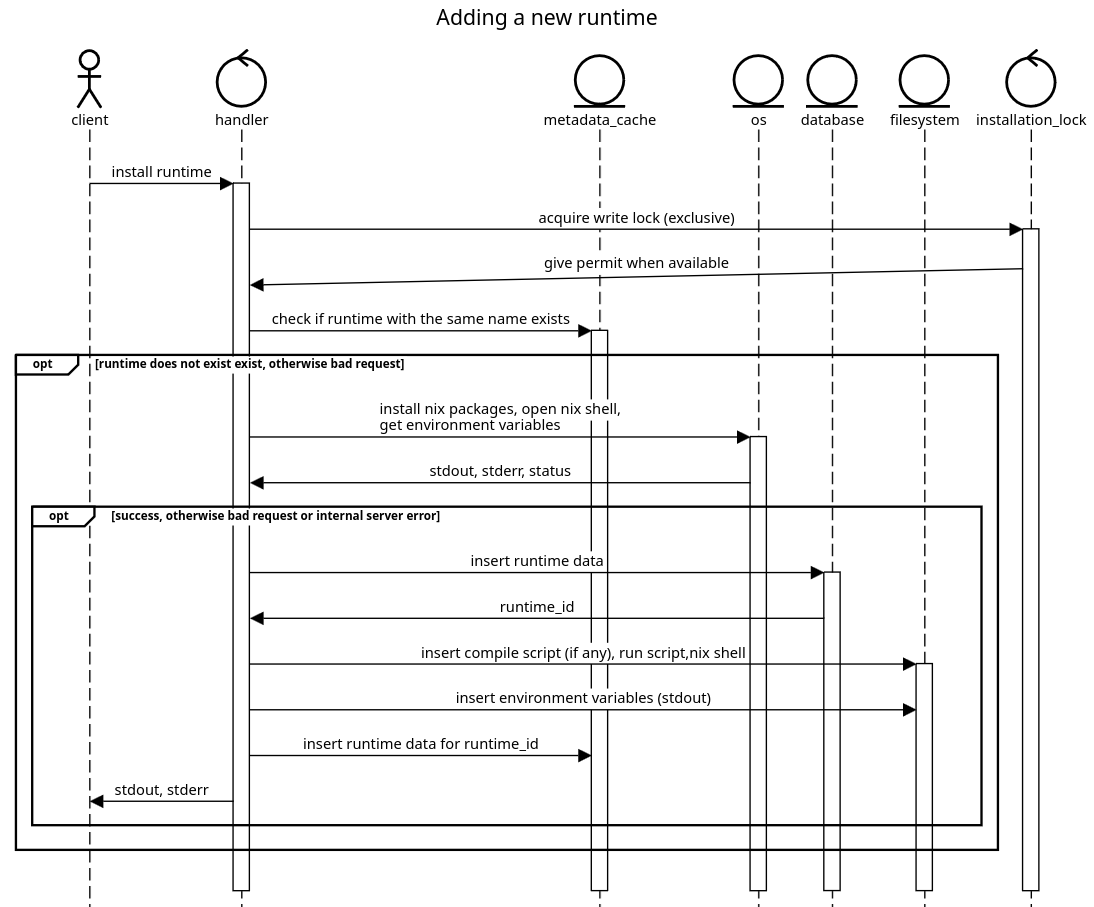 Adding a new runtime
client
handler
metadata_cache
os
database
filesystem
installation_lock
install runtime
acquire write lock (exclusive)
give permit when available
check if runtime with the same name exists
opt
[runtime does not exist exist, otherwise bad request]
install nix packages, open nix shell,
get environment variables
stdout, stderr, status
opt
[success, otherwise bad request or internal server error]
insert runtime data
runtime_id
insert compile script (if any), run script,nix shell
insert environment variables (stdout)
insert runtime data for runtime_id
stdout, stderr